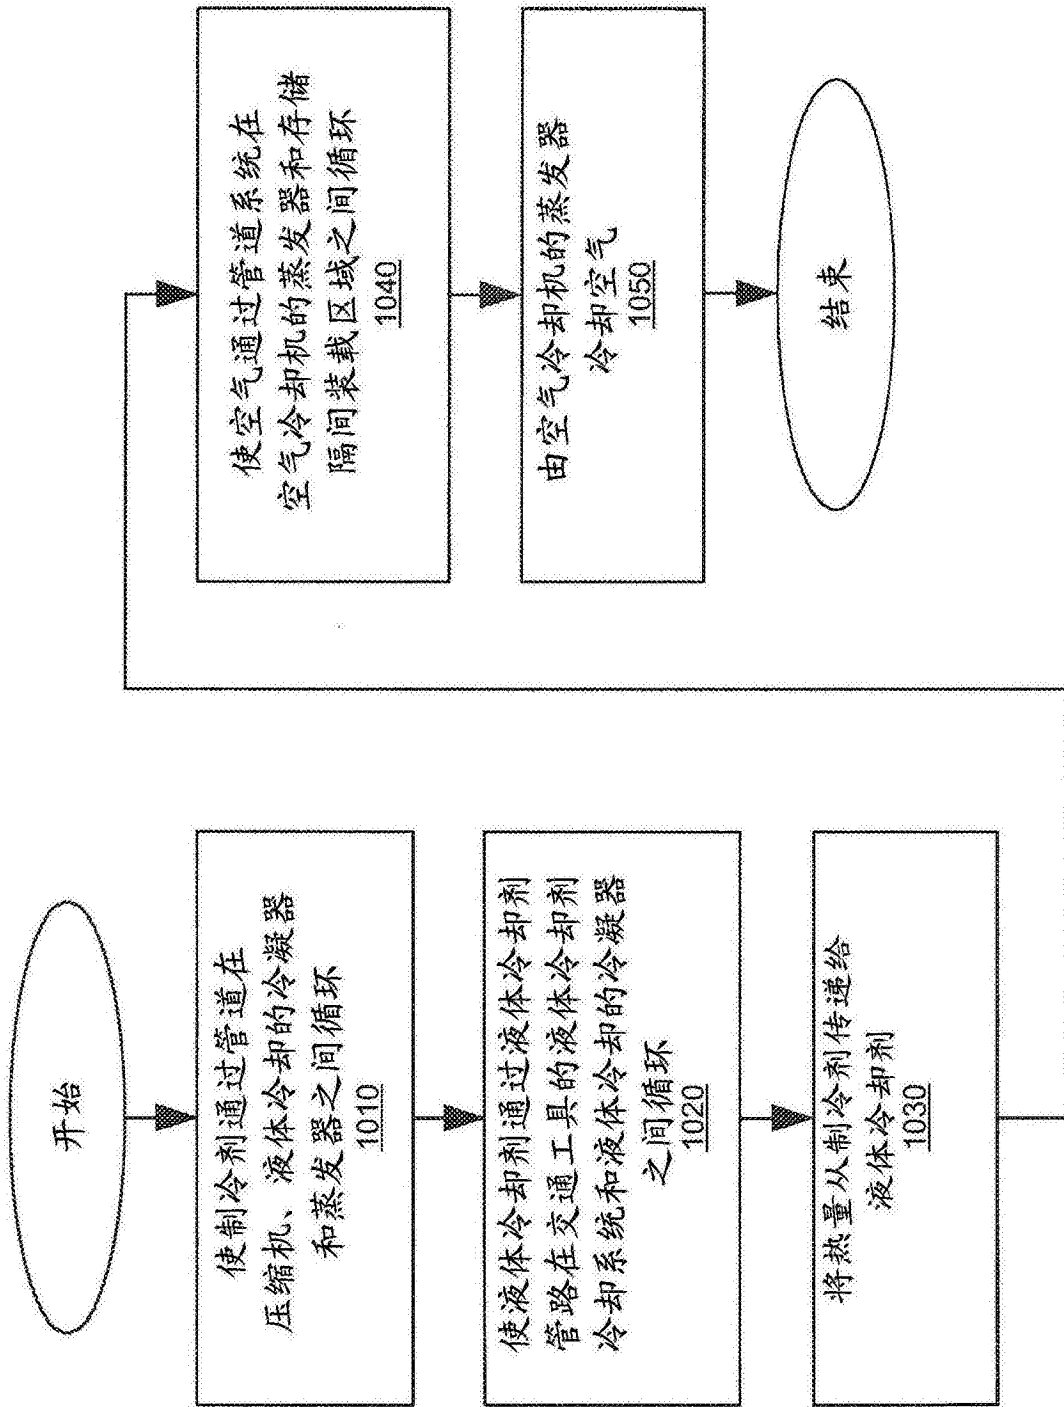 开始
使制冷剂通过管道在
压缩机、液体冷却的冷凝器
和蒸发器之间循环
1010
使液体冷却剂通过液体冷却剂
管路在交通工具的液体冷却剂
冷却系统和液体冷却的冷凝器
之间循环
1020
将热量从制冷剂传递给
液体冷却剂
1030
使空气通过管道系统在
空气冷却机的蒸发器和存储
隔间装载区域之间循环
1040
由空气冷却机的蒸发器
冷却空气
1050
结束